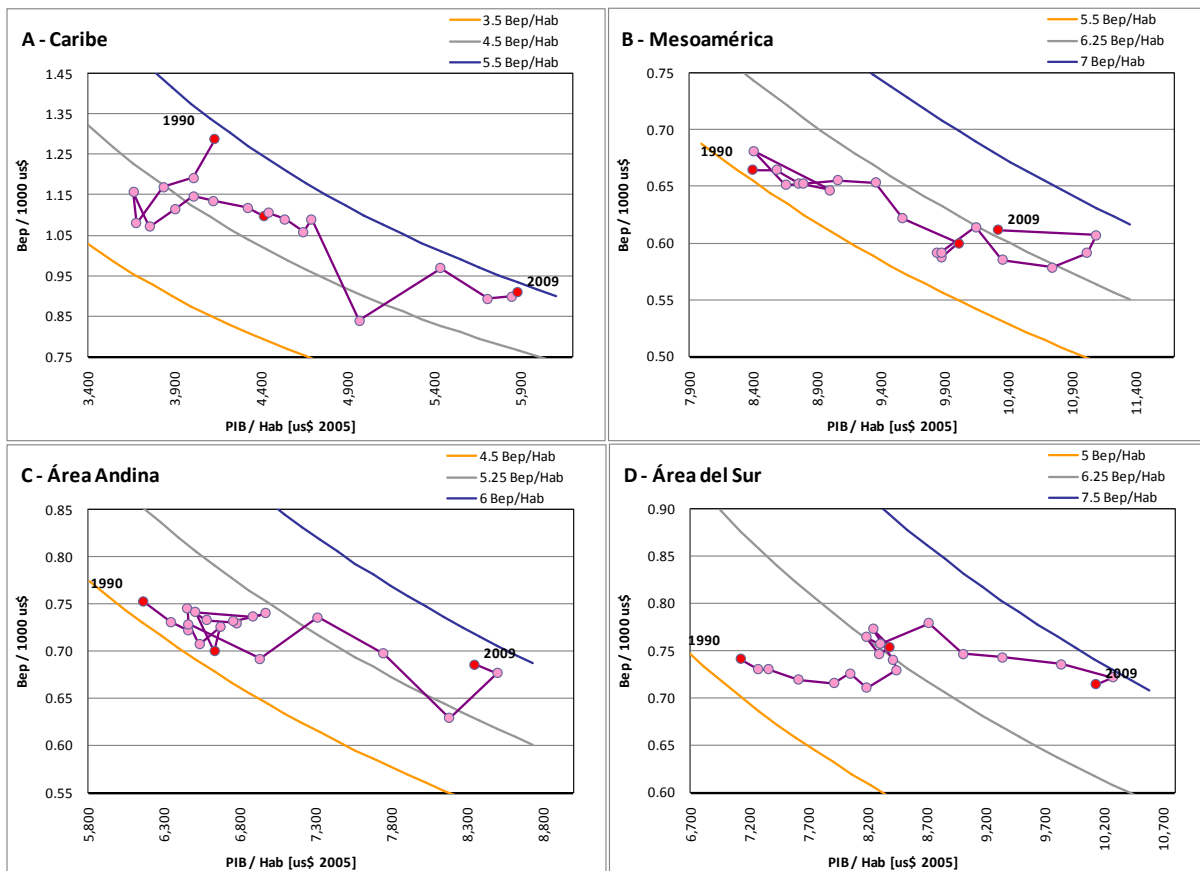 A - Caribe
3.5 Bep/Hab
4.5 Bep/Hab
5.5 Bep/Hab
Bep / 1000 us$
1.45
1.35
1.25
1.15
1.05
0.95
0.85
0.75
1990
2009
3,400
3,900
4,400
4,900
5,400
5,900
PIB / Hab [us$ 2005]
B - Mesoamérica
5.5 Bep/Hab
6.25 Bep/Hab
7 Bep/Hab
Bep / 1000 us$
0.75
0.70
0.65
0.60
0.55
0.50
1990
2009
7,900
8,400
8,900
9,400
9,900
10,400
10,900
11,400
PIB / Hab [us$ 2005]
C - Área Andina
4.5 Bep/Hab
5.25 Bep/Hab
6 Bep/Hab
Bep / 1000 us$
0.85
0.80
0.75
0.70
0.65
0.60
0.55
1990
2009
5,800
6,300
6,800
7,300
7,800
8,300
8,800
PIB / Hab [us$ 2005]
D - Área del Sur
5 Bep/Hab
6.25 Bep/Hab
7.5 Bep/Hab
Bep / 1000 us$
0.90
0.85
0.80
0.75
0.70
0.65
0.60
1990
2009
6,700
7,200
7,700
8,200
8,700
9,200
9,700
10,200
10,700
PIB / Hab [us$ 2005]